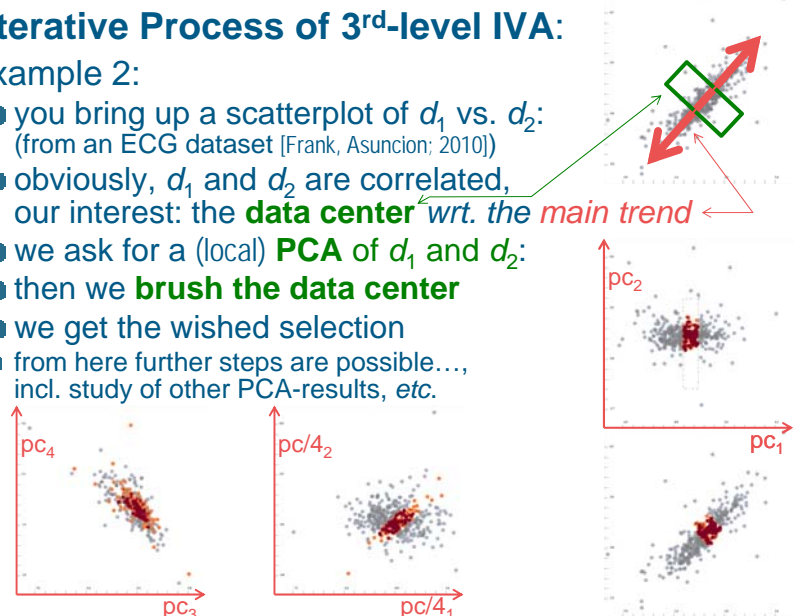 terative Process of 3rd-level IVA:
xample 2:
you bring up a scatterplot of d1 vs. d2:
(from an ECG dataset [Frank, Asuncion; 2010])
obviously, d1 and d2 are correlated,
our interest: the data center wrt. the main trend
we ask for a (local) PCA of d1 and d2:
then we brush the data center
we get the wished selection
from here further steps are possible…,
incl. study of other PCA-results, etc.
pc2
pc1
pc4
pc3
pc/42
pc/41